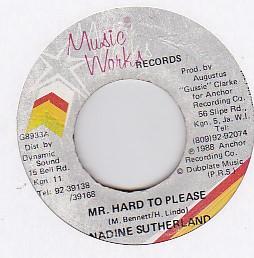 Music
Works
RECORDS
G8933A
Dist. by
Dynamic
Sound
15 Bell Rd.
Kgn. 11.
Tel: 92-39138
/39168
Prod. by
Augustus
"Gussie" Clarke
for Anchor
Recording Co.
56 Slipe Rd.,
Kgn, 5, Ja. W.I.
Tel:
(809)92-92074
℗ 1988 Anchor
Recording Co.
© Dubplate Music
(P.R.S.)
MR. HARD TO PLEASE
(M. Bennett/H. Lindo)
NADINE SUTHERLAND